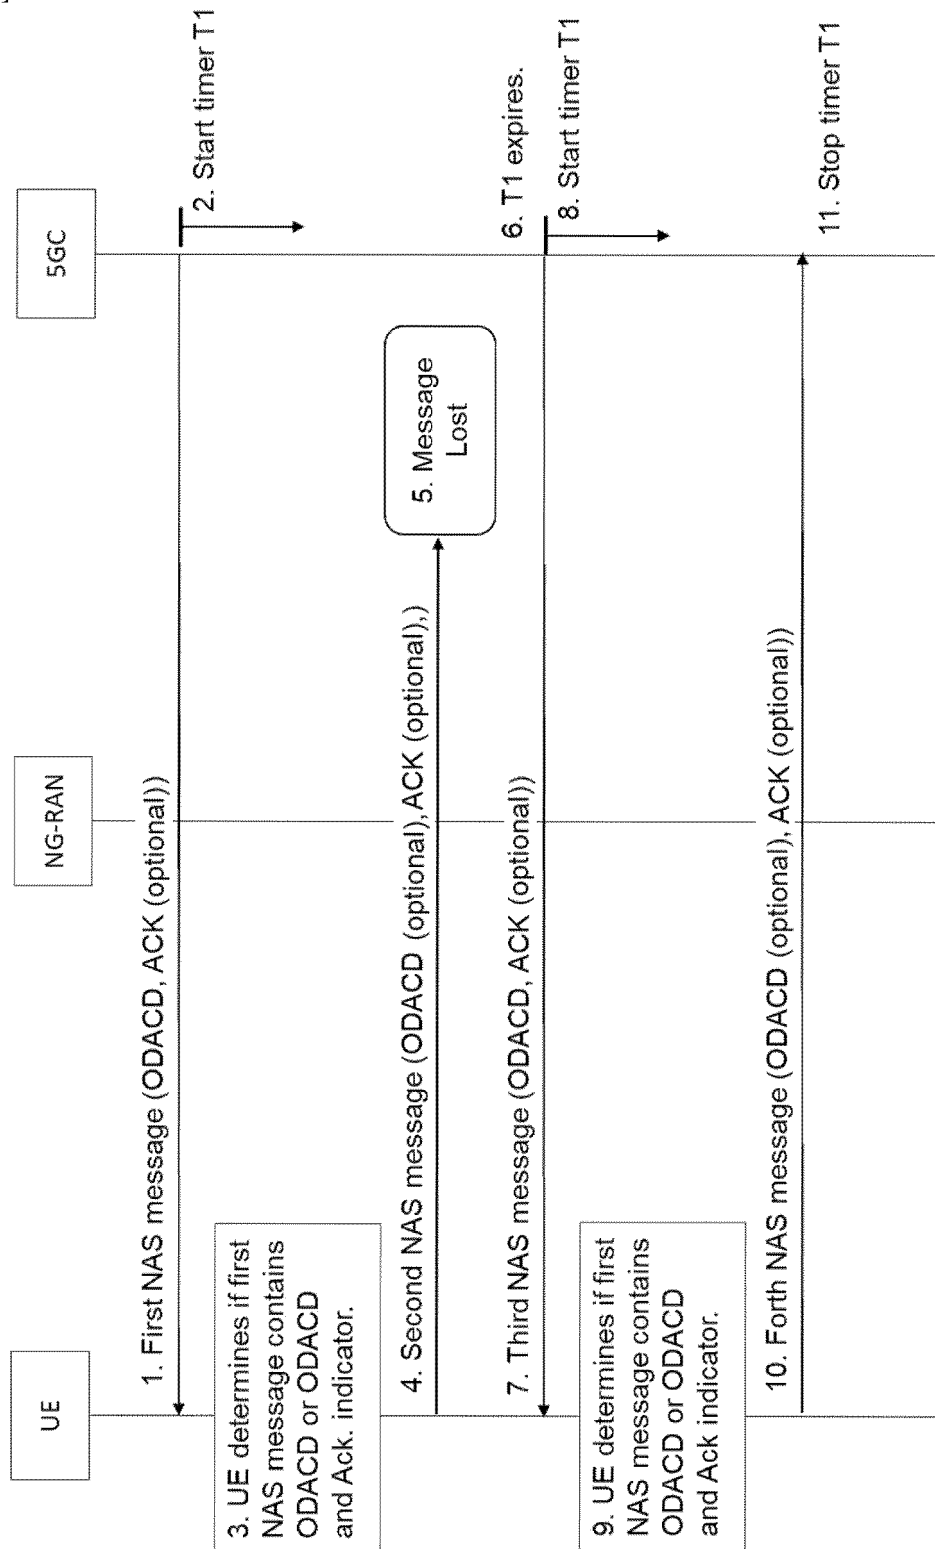 UE
NG-RAN
5GC
1. First NAS message (ODACD, ACK (optional))
2. Start timer T1
3. UE determines if first
NAS message contains
ODACD or ODACD
and Ack. indicator.
4. Second NAS message (ODACD (optional),ACK (optional),)
5. Message
Lost
6. T1 expires.
7. Third NAS message (ODACD, ACK (optional))
8. Start timer T1
9. UE determines if first
NAS message contains
ODACD or ODACD
and Ack indicator.
10. Forth NAS message (ODACD (optional), ACK (optional))
11. Stop timer T1